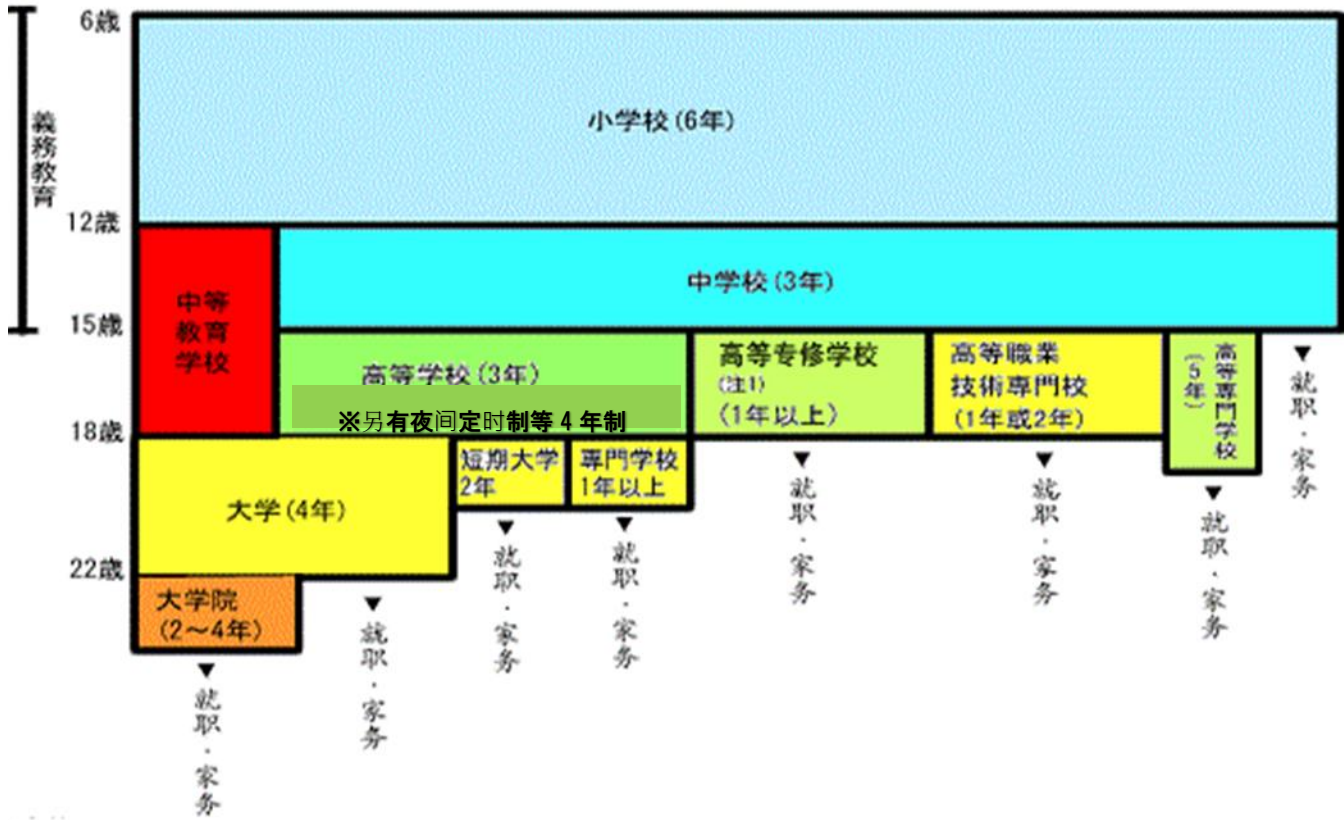 6歳
義務教育
小学校(6年)
12歳
中等
教育
学校
中学校(3年)
15歳
高等学校(3年)
※另有夜间定时制等 4 年制
高等专修学校
(注1)
(1年以上)
高等職業
技術専門校
(1年或2年)
高等専門学校
(5年)
▼就职・家务
18歳
大学(4年)
短期大学
2年
専門学校
1年以上
▼就职・家务
▼就职・家务
▼就职・家务
▼就职・家务
▼就职・家务
22歳
大学院
(2~4年)
▼就职・家务
▼就职・家务